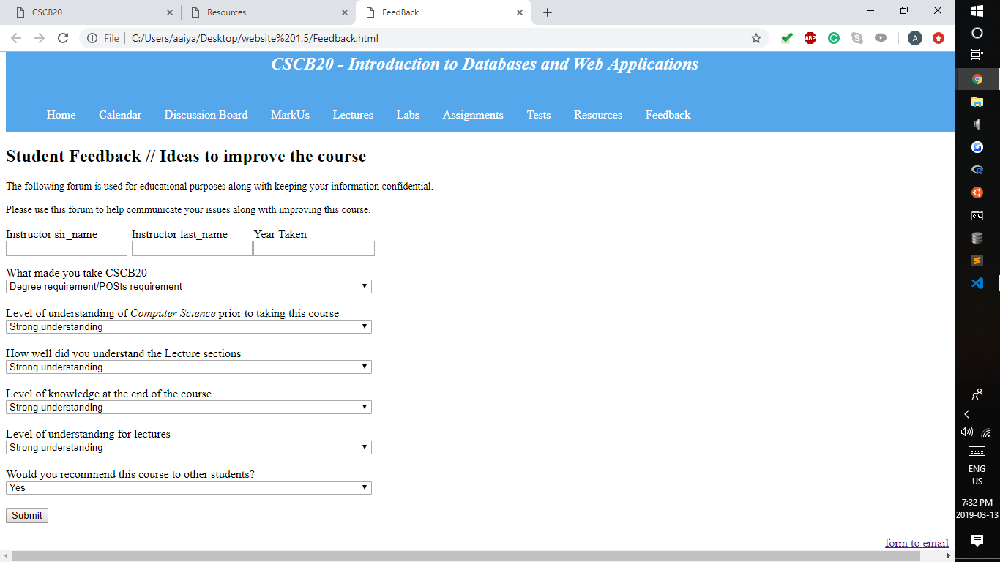 CSCB20
Resources
FeedBack
File
C:/Users/aaiya/Desktop/website%201.5/Feedback.html
ABP
A
CSCB20 - Introduction to Databases and Web Applications
Home Calendar Discussion Board MarkUs Lectures Labs Assignments Tests Resources Feedback
Student Feedback // Ideas to improve the course
The following forum is used for educational purposes along with keeping your information confidential.
Please use this forum to help communicate your issues along with improving this course.
Instructor sir_name Instructor last_name Year Taken
What made you take CSCB20
Degree requirement/POSts requirement
Level of understanding of Computer Science prior to taking this course
Strong understanding
How well did you understand the Lecture sections
Strong understanding
Level of knowledge at the end of the course
Strong understanding
Level of understanding for lectures
Strong understanding
Would you recommend this course to other students?
Yes
Submit
form to email
ENG
US
7:32 PM
2019-03-13